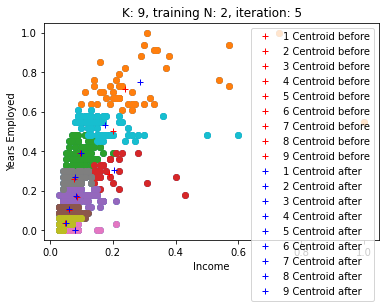 K: 9, training N: 2, iteration: 5
1.0
0.8
0.6
0.4
0.2
0.0
Years Employed
0.0 0.2 0.4 0.6 0.8 1.0
Income
1 Centroid before
2 Centroid before
3 Centroid before
4 Centroid before
5 Centroid before
6 Centroid before
7 Centroid before
8 Centroid before
9 Centroid before
1 Centroid after
2 Centroid after
3 Centroid after
4 Centroid after
5 Centroid after
6 Centroid after
7 Centroid after
8 Centroid after
9 Centroid after